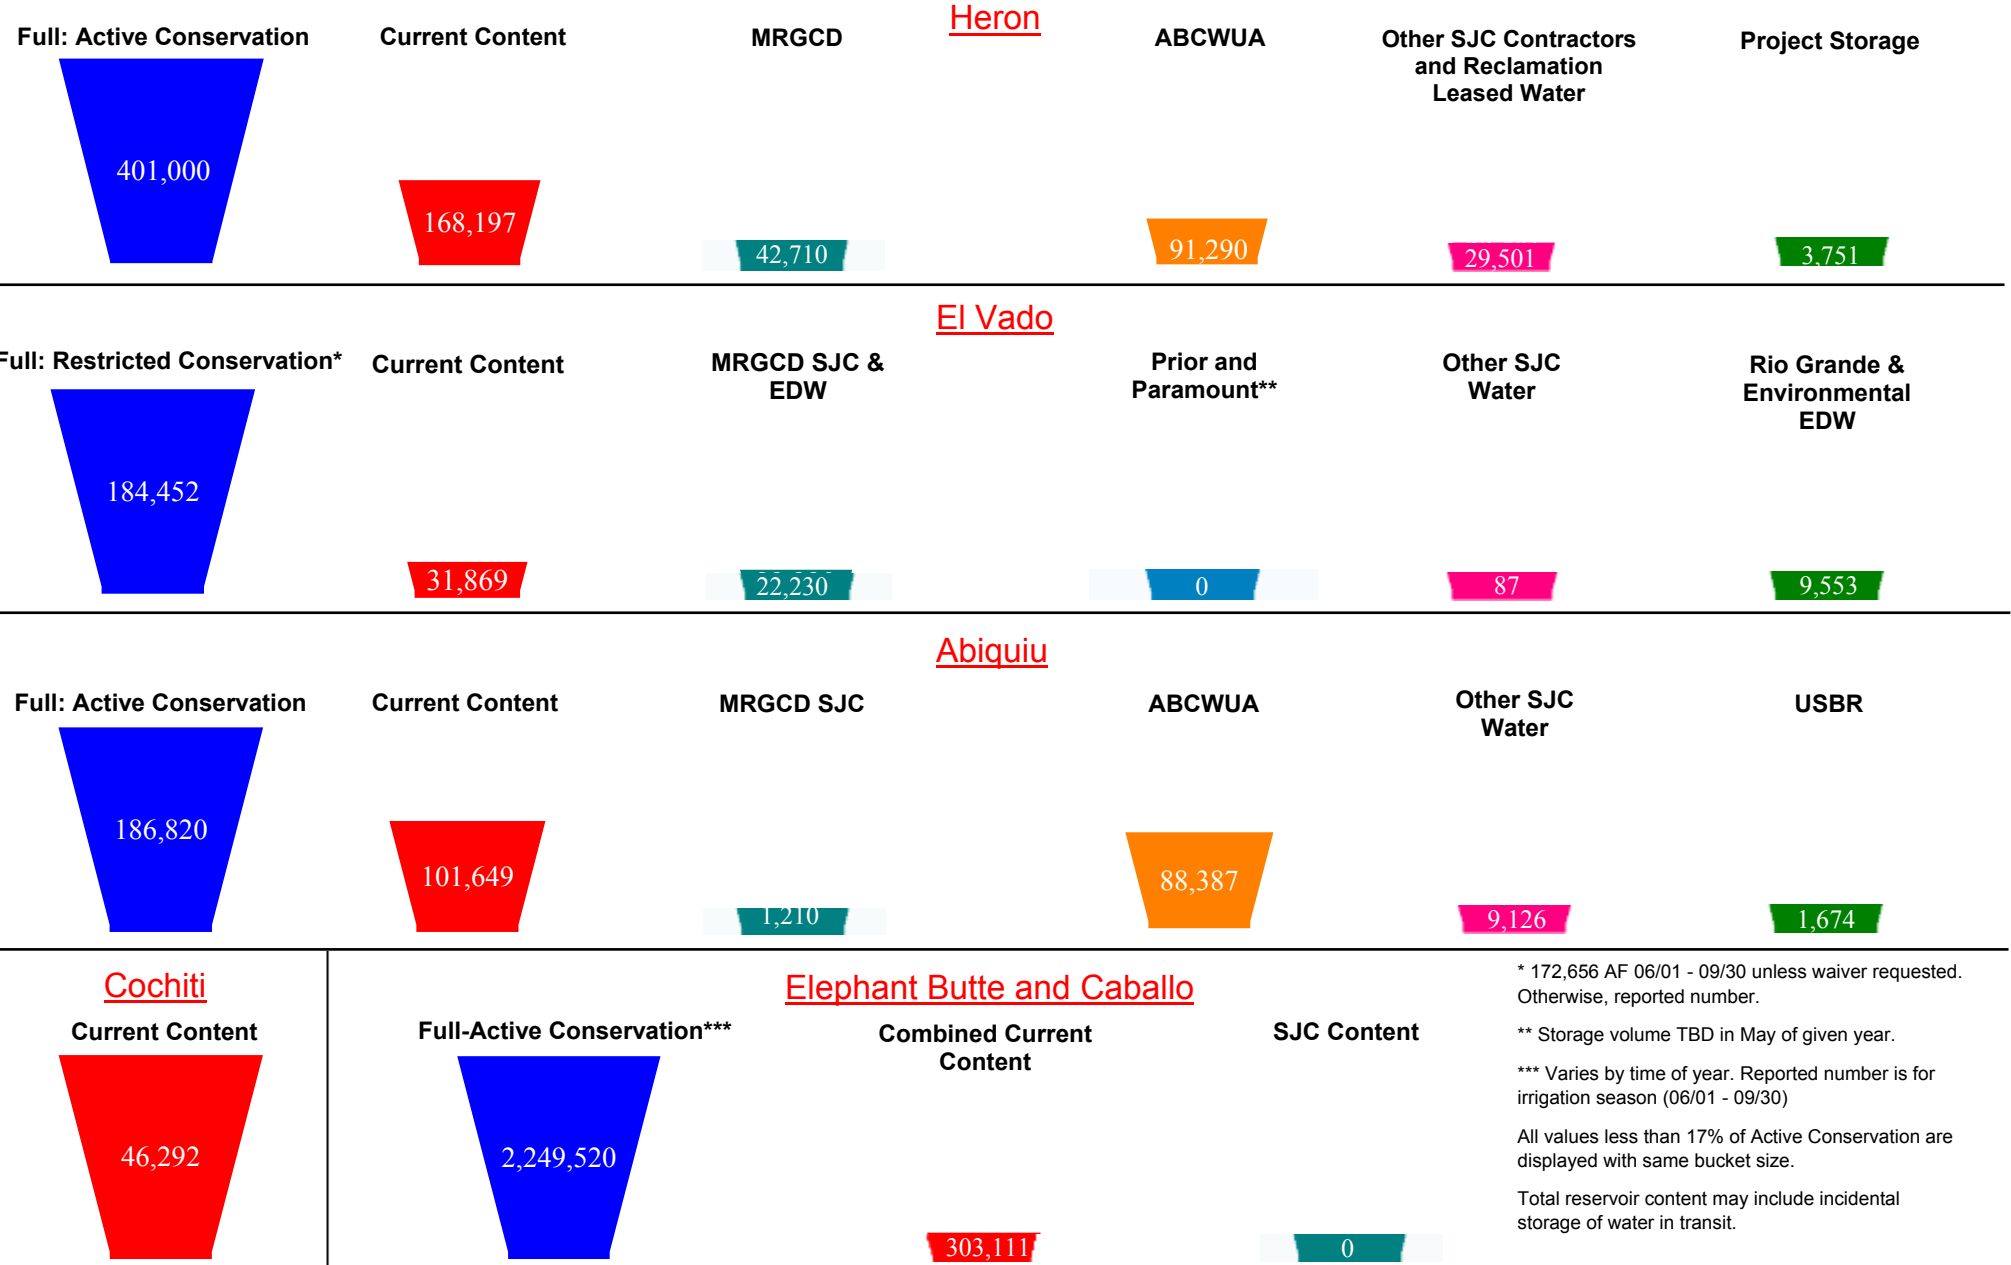 Heron
Full: Active Conservation
Current Content
MRGCD
ABCWUA
Other SJC Contractors
and Reclamation
Leased Water
Project Storage
401,000
168,197
42,710
91,290
29,501
3,751
El Vado
Full: Restricted Conservation*
Current Content
MRGCD SJC &
EDW
Prior and
Paramount**
Other SJC
Water
Rio Grande &
Environmental
EDW
184,452
31,869
22,230
0
87
9,553
Abiquiu
Full: Active Conservation
Current Content
MRGCD SJC
ABCWUA
Other SJC
Water
USBR
186,820
101,649
1,210
88,387
9,126
1,674
Cochiti
Current Content
46,292
Elephant Butte and Caballo
Full-Active Conservation***
Combined Current
Content
SJC Content
2,249,520
303,111
0
* 172,656 AF 06/01 - 09/30 unless waiver requested.
Otherwise, reported number.
** Storage volume TBD in May of given year.
*** Varies by time of year. Reported number is for
irrigation season (06/01 - 09/30)
All values less than 17% of Active Conservation are
displayed with same bucket size.
Total reservoir content may include incidental
storage of water in transit.